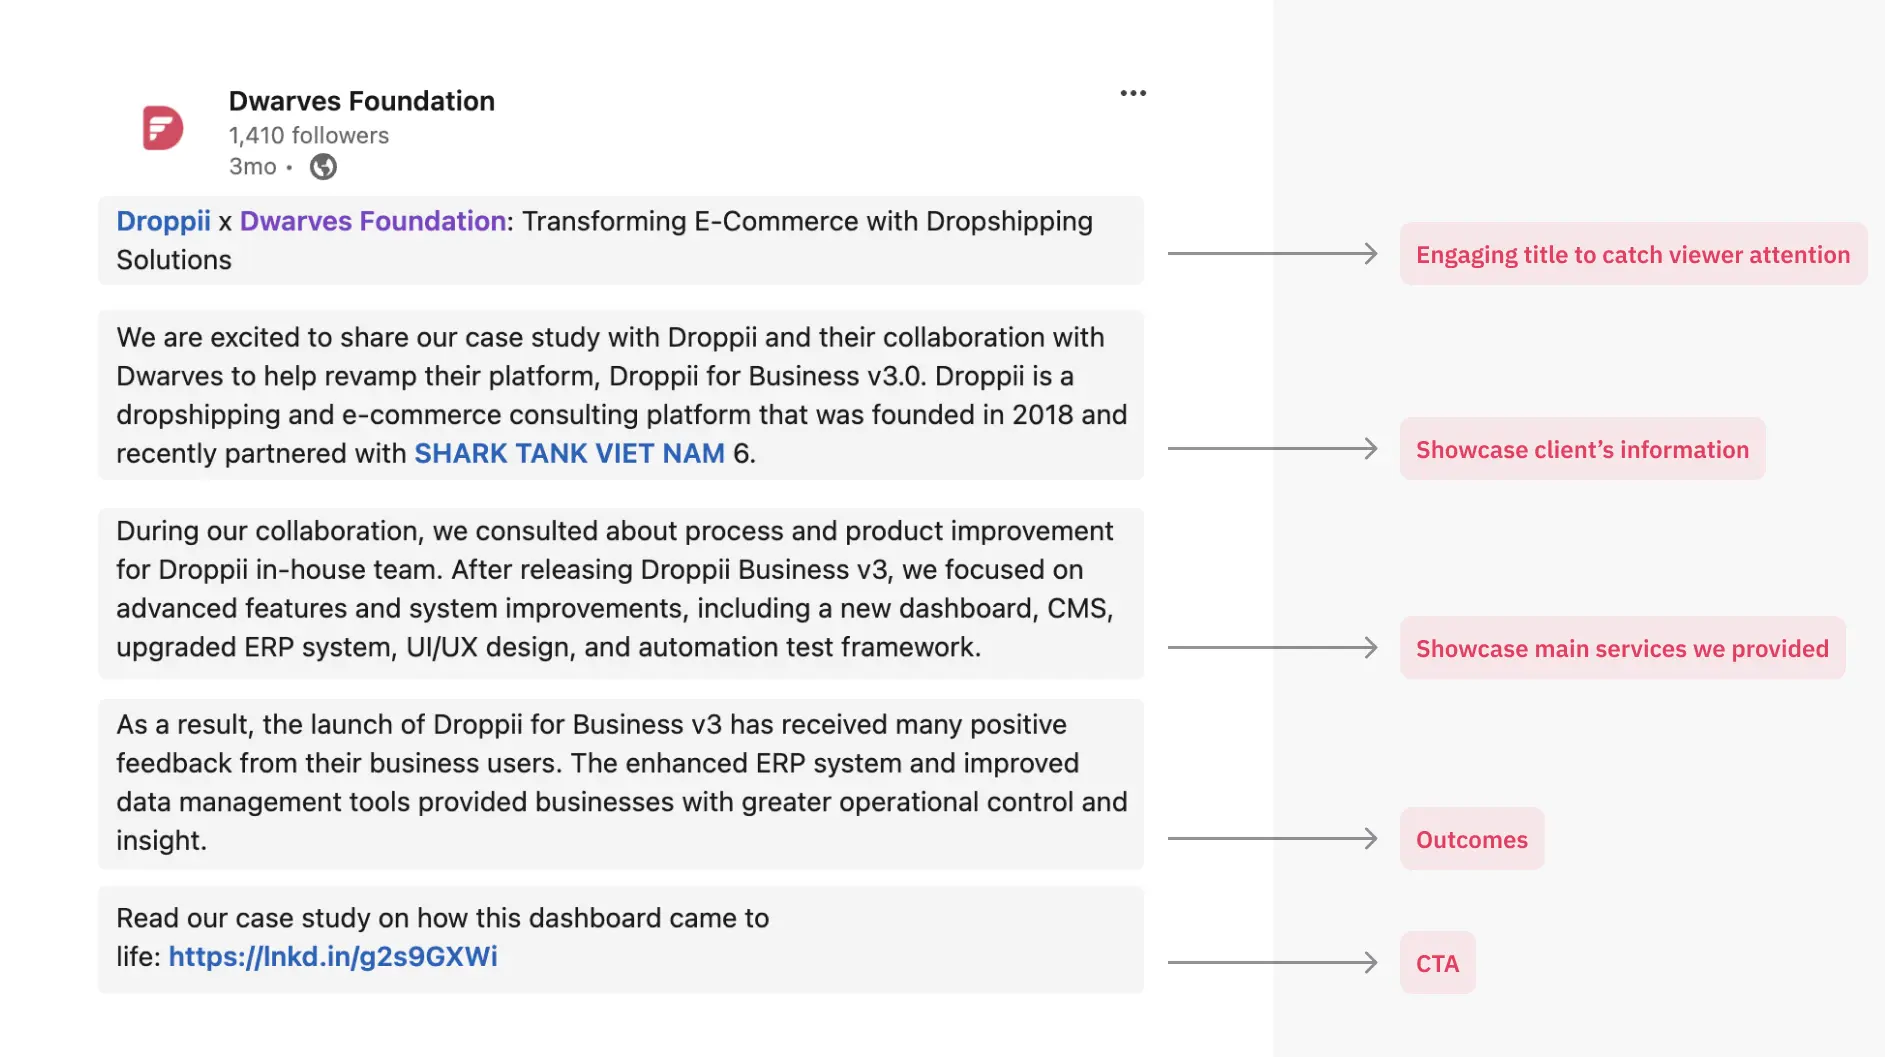 Dwarves Foundation
1,410 followers
3mo •
Droppii x Dwarves Foundation: Transforming E-Commerce with Dropshipping
Solutions
Engaging title to catch viewer attention
We are excited to share our case study with Droppii and their collaboration with
Dwarves to help revamp their platform, Droppii for Business v3.0. Droppii is a
dropshipping and e-commerce consulting platform that was founded in 2018 and
recently partnered with SHARK TANK VIET NAM 6.
Showcase client’s information
During our collaboration, we consulted about process and product improvement
for Droppii in-house team. After releasing Droppii Business v3, we focused on
advanced features and system improvements, including a new dashboard, CMS,
upgraded ERP system, UI/UX design, and automation test framework.
Showcase main services we provided
As a result, the launch of Droppii for Business v3 has received many positive
feedback from their business users. The enhanced ERP system and improved
data management tools provided businesses with greater operational control and
insight.
Outcomes
Read our case study on how this dashboard came to
life: https://lnkd.in/g2s9GXWi
CTA